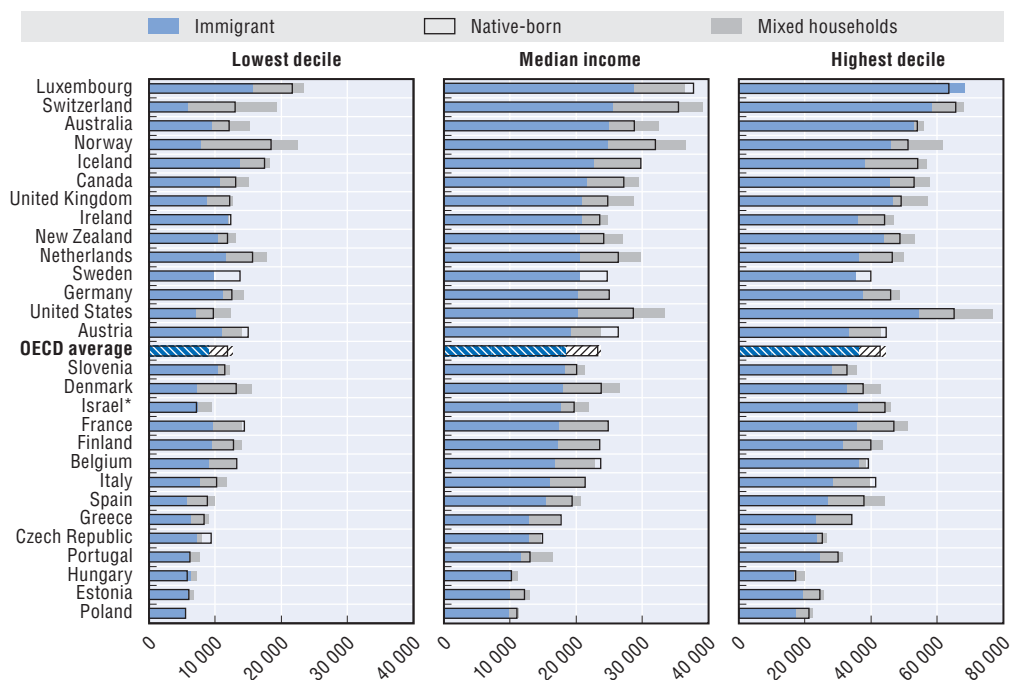 Immigrant Native-born Mixed households
Lowest decile Median income Highest decile
Luxembourg
Switzerland
Australia
Norway
Iceland
Canada
United Kingdom
Ireland
New Zealand
Netherlands
Sweden
Germany
United States
Austria
OECD average
Slovenia
Denmark
Israel*
France
Finland
Belgium
Italy
Spain
Greece
Czech Republic
Portugal
Hungary
Estonia
Poland
0 10 000 20 000 30 000 40 000 0 10 000 20 000 30 000 40 000 0 20 000 40 000 60 000 80 000